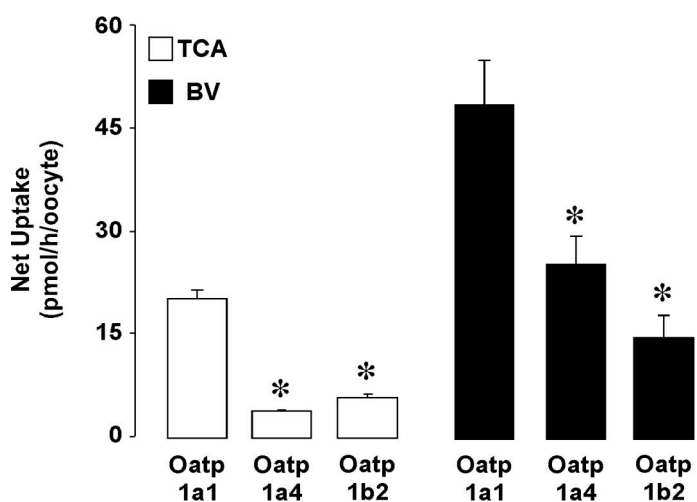 60
45
30
15
0
Net Uptake
(pmol/h/oocyte)
TCA
BV
*
*
*
*
Oatp
1a1
Oatp
1a4
Oatp
1b2
Oatp
1a1
Oatp
1a4
Oatp
1b2